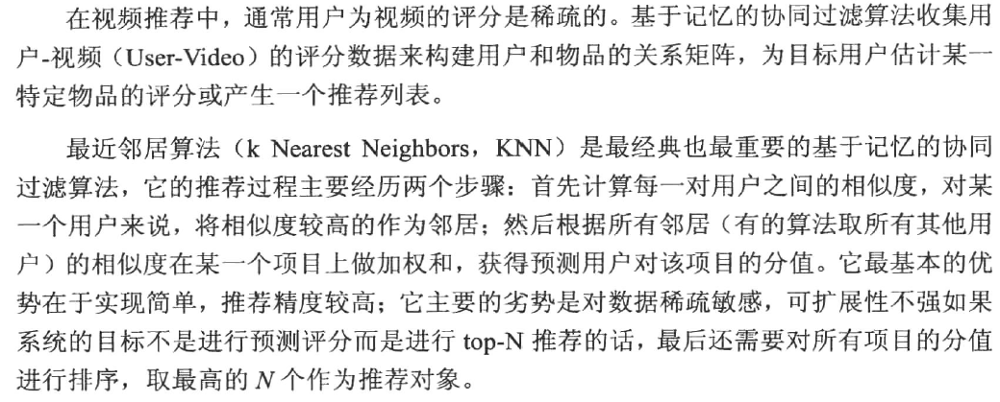 在视频推荐中，通常用户为视频的评分是稀疏的。基于记忆的协同过滤算法收集用
户-视频（User-Video）的评分数据来构建用户和物品的关系矩阵，为目标用户估计某一
特定物品的评分或产生一个推荐列表。
最近邻居算法（k Nearest Neighbors，KNN）是最经典也最重要的基于记忆的协同
过滤算法，它的推荐过程主要经历两个步骤：首先计算每一对用户之间的相似度，对某
一个用户来说，将相似度较高的作为邻居；然后根据所有邻居（有的算法取所有其他用
户）的相似度在某一个项目上做加权和，获得预测用户对该项目的分值。它最基本的优
势在于实现简单，推荐精度较高；它主要的劣势是对数据稀疏敏感，可扩展性不强如果
系统的目标不是进行预测评分而是进行 top-N 推荐的话，最后还需要对所有项目的分值
进行排序，取最高的 N 个作为推荐对象。